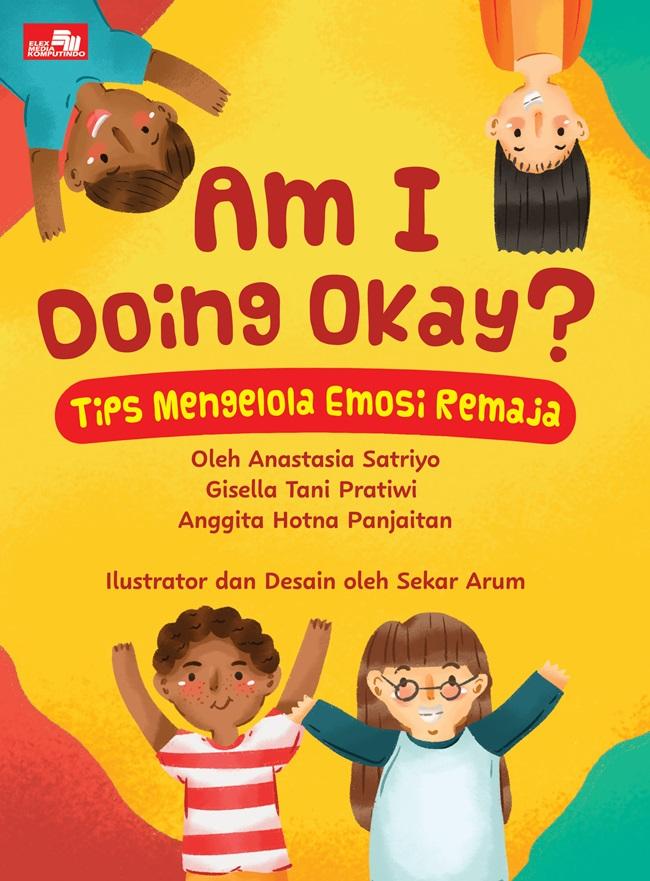 ELEX
MEDIA
KOMPUTINDO
Am I
Doing Okay?
Tips Mengelola Emosi Remaja
Oleh Anastasia Satriyo
Gisella Tani Pratiwi
Anggita Hotna Panjaitan
Ilustrator dan Desain oleh Sekar Arum